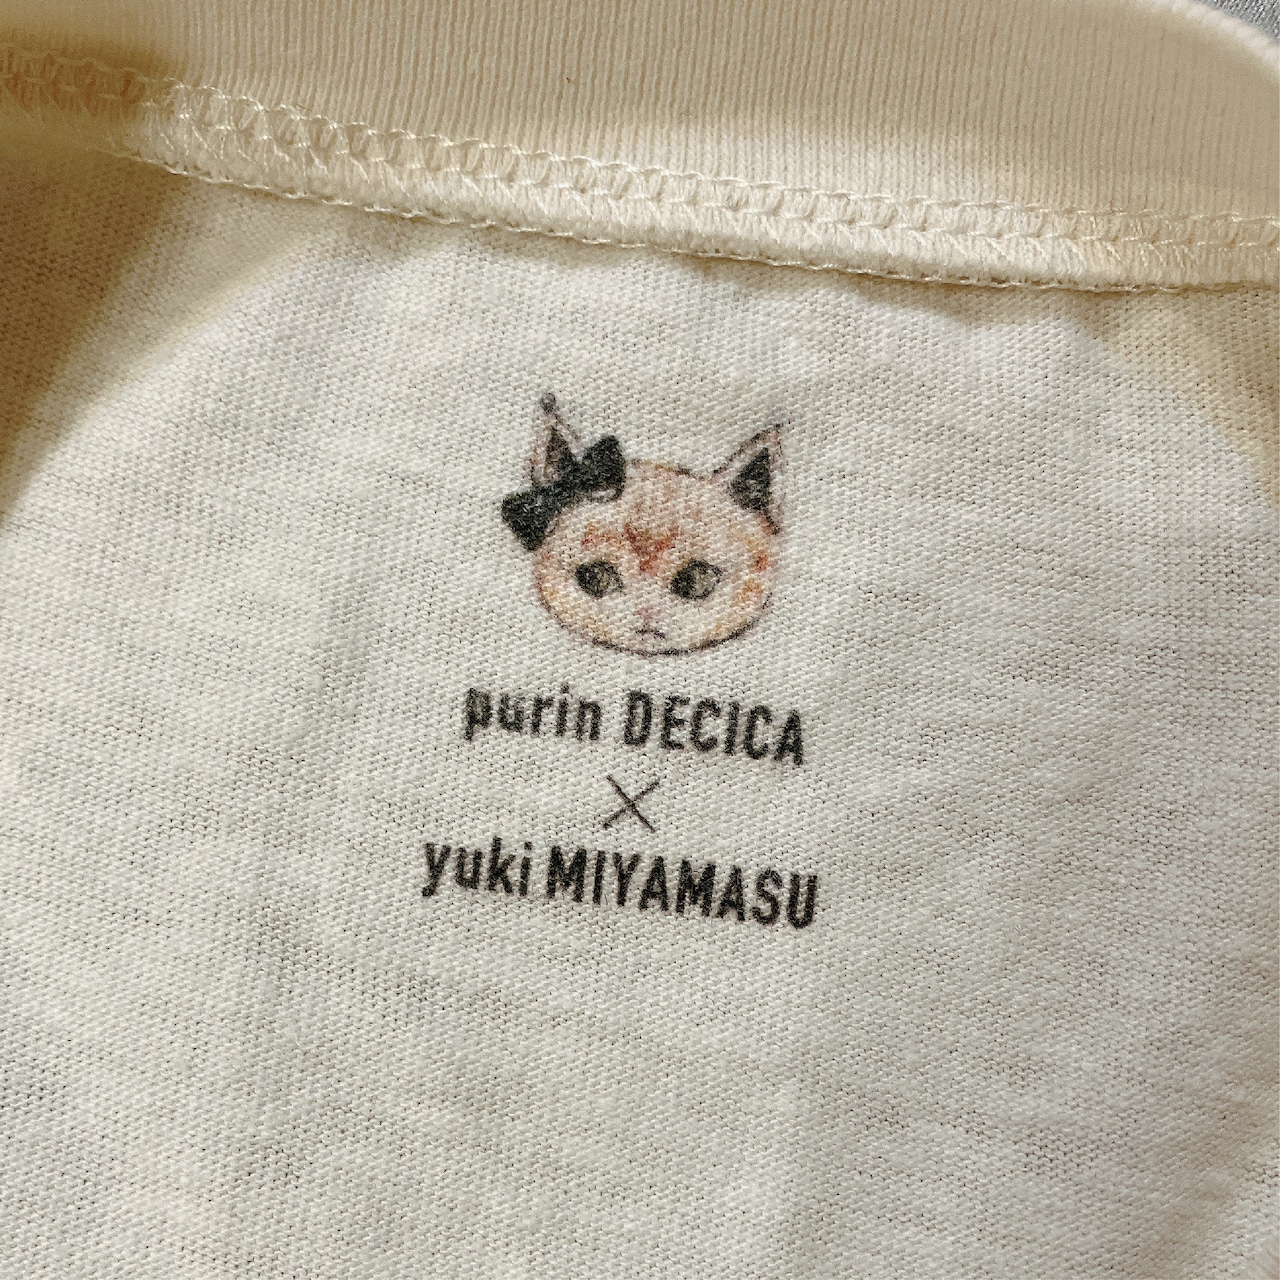 purin DECICA
×
yuki MIYAMASU